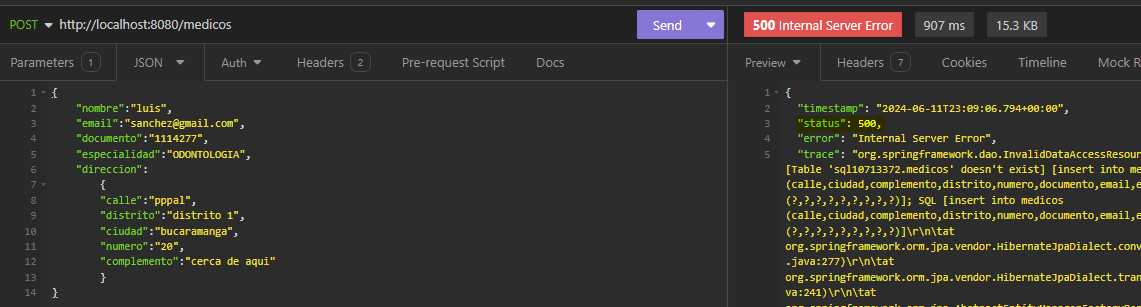 POST http://localhost:8080/medicos Send 500 Internal Server Error 907 ms 15.3 KB
Parameters 1 JSON Auth Headers 2 Pre-request Script Docs Preview Headers 7 Cookies Timeline Mock R
1 {
2 "nombre":"luis",
3 "email":"sanchez@gmail.com",
4 "documento":"1114277",
5 "especialidad":"ODONTOLOGIA",
6 "direccion":
7 {
8 "calle":"pppal",
9 "distrito":"distrito 1",
10 "ciudad":"bucaramanga",
11 "numero":"20",
12 "complemento":"cerca de aqui"
13 }
14 }
1 {
2 "timestamp": "2024-06-11T23:09:06.794+00:00",
3 "status": 500,
4 "error": "Internal Server Error",
5 "trace": "org.springframework.dao.InvalidDataAccessResour
[Table 'sql10713372.medicos' doesn't exist] [insert into me
(calle,ciudad,complemento,distrito,numero,documento,email,e
(?,?,?,?,?,?,?,?,?)]; SQL [insert into medicos
(calle,ciudad,complemento,distrito,numero,documento,email,e
(?,?,?,?,?,?,?,?,?)]\r\n\tat
org.springframework.orm.jpa.vendor.HibernateJpaDialect.conv
.java:277)\r\n\tat
org.springframework.orm.jpa.vendor.HibernateJpaDialect.tran
va:241)\r\n\tat